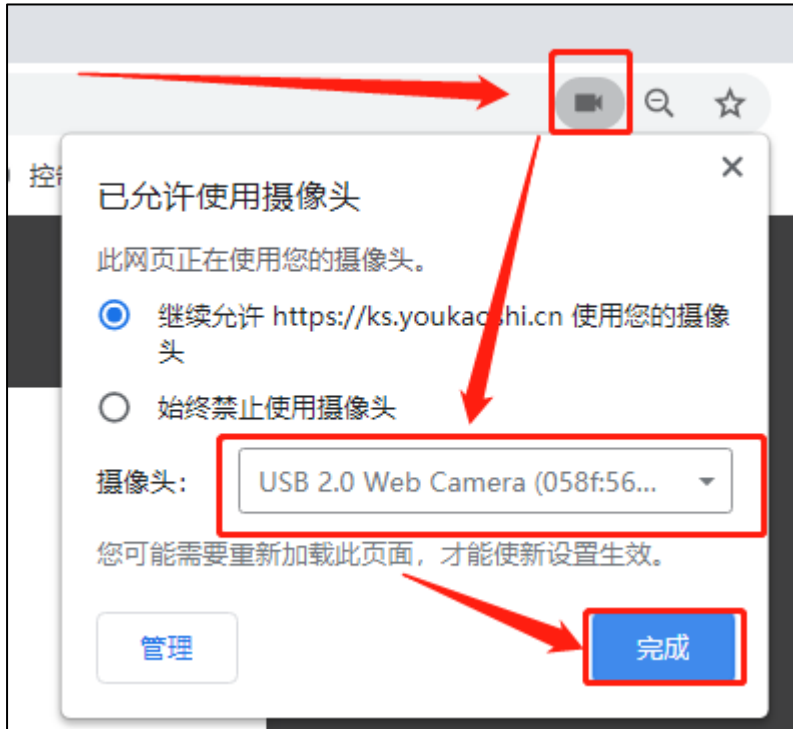 控
已允许使用摄像头
此网页正在使用您的摄像头。
继续允许 https://ks.youkaoshi.cn 使用您的摄像
头
始终禁止使用摄像头
摄像头：
USB 2.0 Web Camera (058f:56...
您可能需要重新加载此页面，才能使新设置生效。
管理
完成